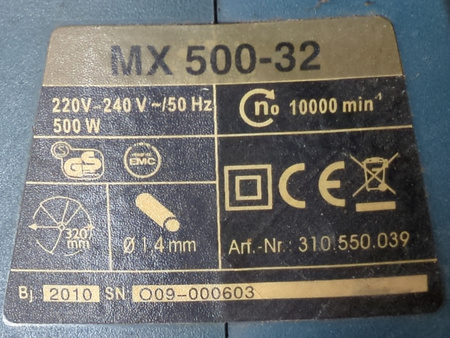 MX 500-32
220V-240 V ~/50 Hz
500 W
n₀ 10000 min⁻¹
GS
EMC
CE
320
mm
Ø 1.4 mm
Art.-Nr.: 310.550.039
Bj. 2010 SN. O09-000603